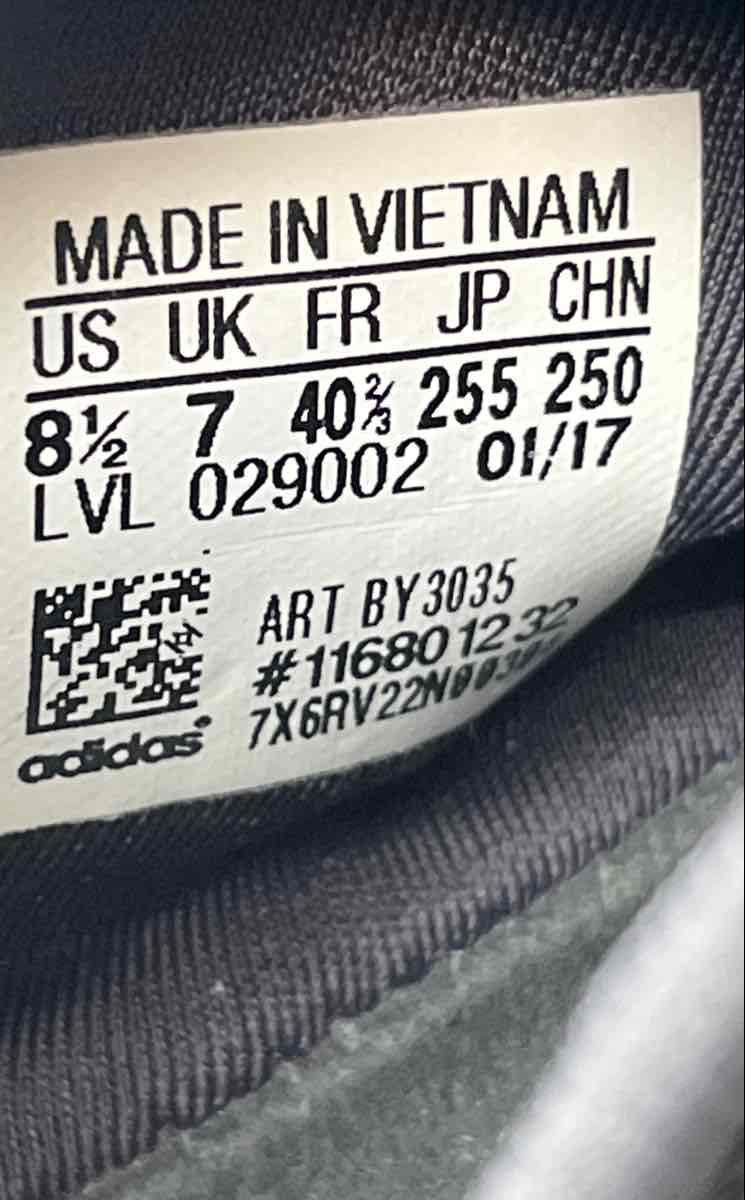 MADE IN VIETNAM
US UK FR JP CHN
8½ 7 40⅔ 255 250
LVL 029002 01/17
ART BY3035
#116801232
adidas